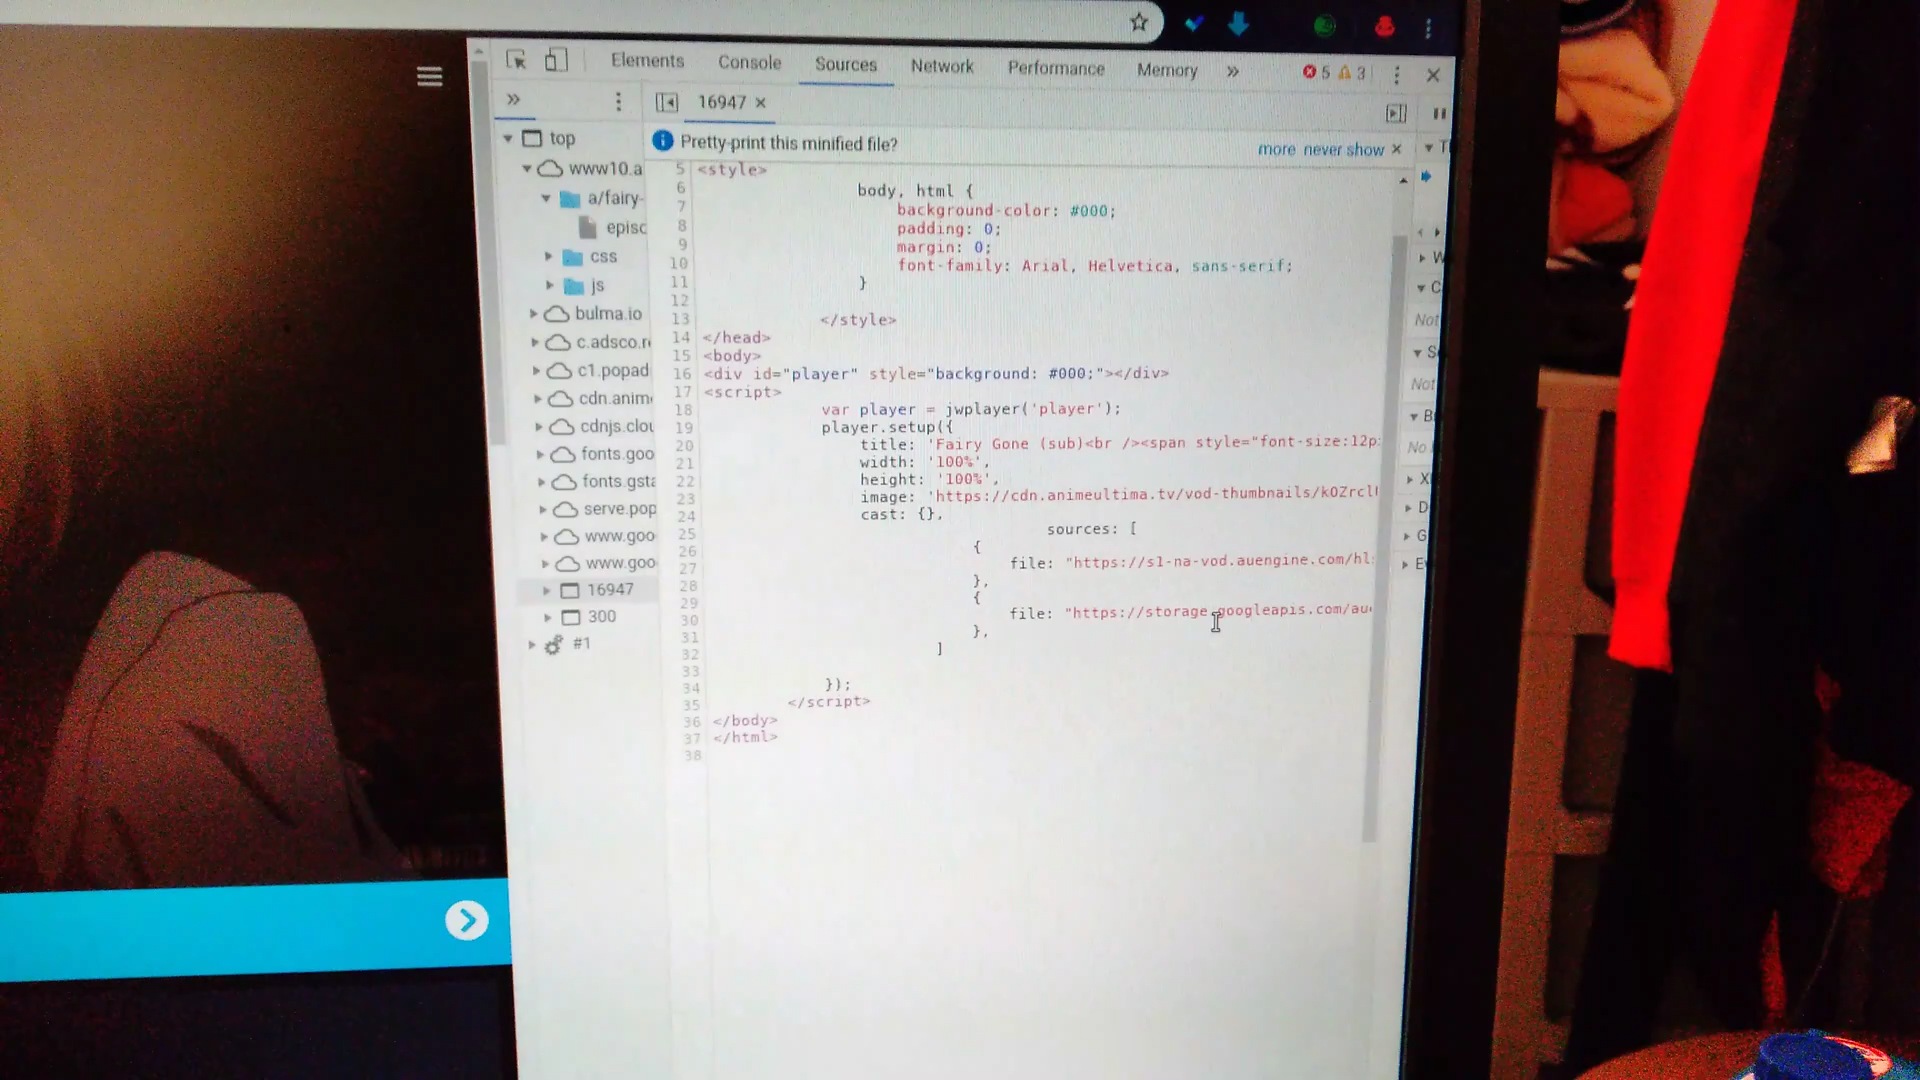 Elements Console Sources Network Performance Memory » 5 3
» 16947 ×
Pretty-print this minified file? more never show ×
top
www10.a
a/fairy-
episc
css
js
bulma.io
c.adsco.r
c1.popad
cdn.anim
cdnjs.clou
fonts.goo
fonts.gsta
serve.pop
www.goo
www.goo
16947
300
#1
5 <style>
6 body, html {
7 background-color: #000;
8 padding: 0;
9 margin: 0;
10 font-family: Arial, Helvetica, sans-serif;
11 }
12
13 </style>
14 </head>
15 <body>
16 <div id="player" style="background: #000;"></div>
17 <script>
18 var player = jwplayer('player');
19 player.setup({
20 title: 'Fairy Gone (sub)<br /><span style="font-size:12p
21 width: '100%',
22 height: '100%',
23 image: 'https://cdn.animeultima.tv/vod-thumbnails/kOZrcl
24 cast: {},
25 sources: [
26 {
27 file: "https://s1-na-vod.auengine.com/hl
28 },
29 {
30 file: "https://storage.googleapis.com/au
31 },
32 ]
33
34 });
35 </script>
36 </body>
37 </html>
38
T
W
C
Not
S
Not
B
No
X
D
G
E